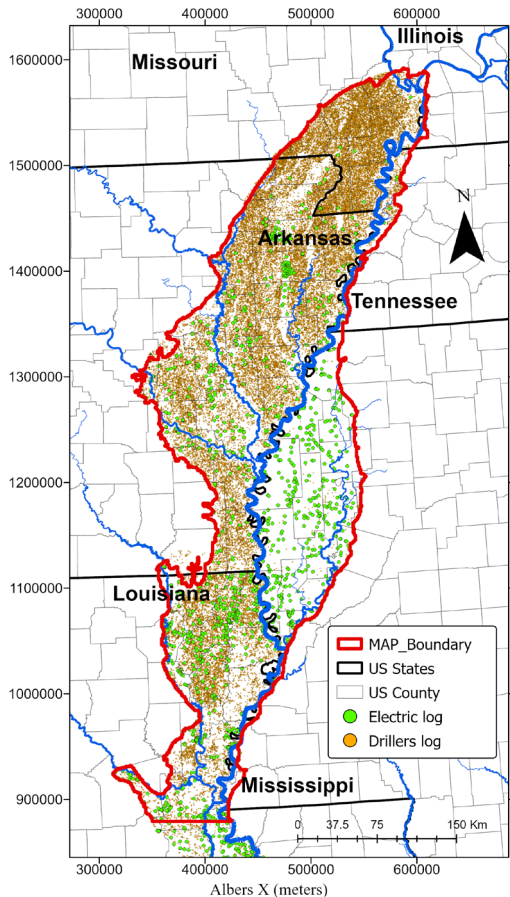 300000 400000 500000 600000
1600000
1500000
1400000
1300000
1200000
1100000
1000000
900000
Illinois
Missouri
N
Arkansas
Tennessee
Louisiana
MAP_Boundary
US States
US County
Electric log
Drillers log
Mississippi
0 37.5 75 150 Km
300000 400000 500000 600000
Albers X (meters)